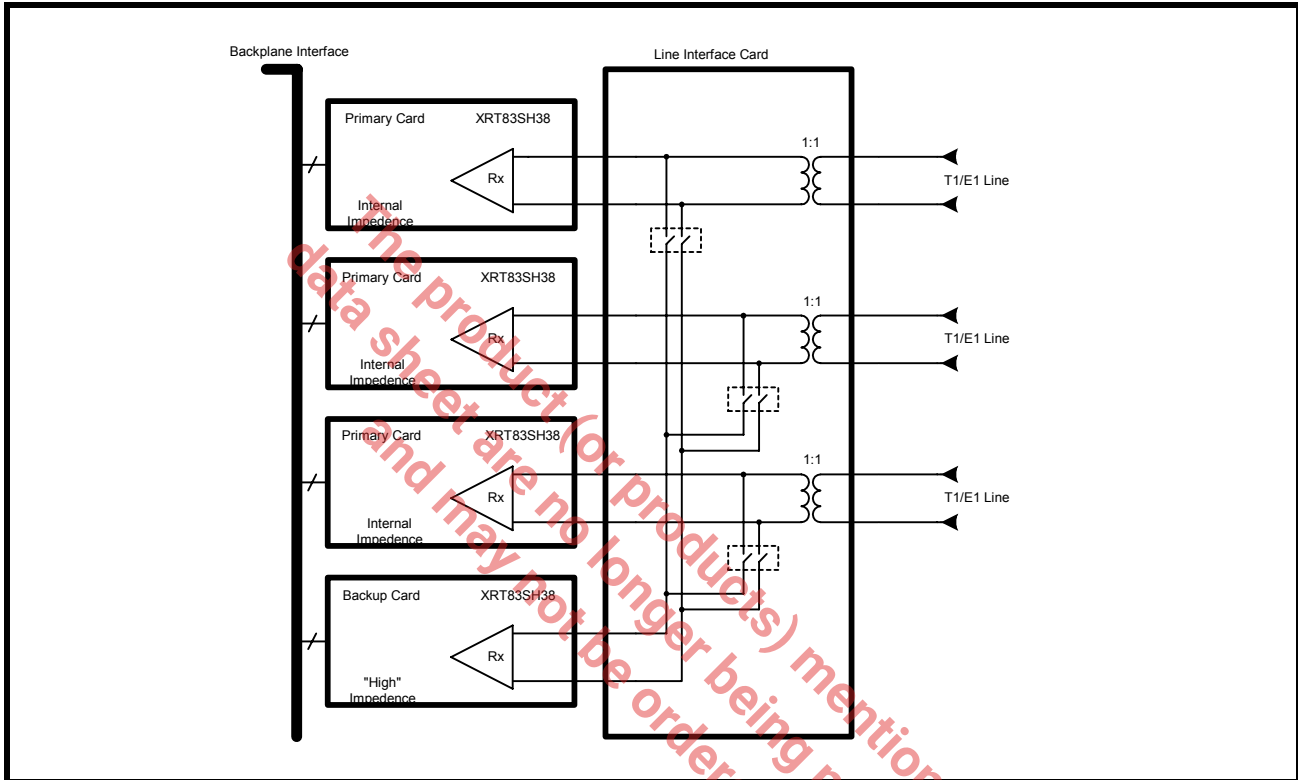 Backplane Interface
Line Interface Card
Primary Card XRT83SH38
Rx
Internal
Impedence
1:1
T1/E1 Line
Primary Card XRT83SH38
Rx
Internal
Impedence
1:1
T1/E1 Line
Primary Card XRT83SH38
Rx
Internal
Impedence
1:1
T1/E1 Line
Backup Card XRT83SH38
Rx
"High"
Impedence
The product (or products) mention
data sheet are no longer being
and may not be order